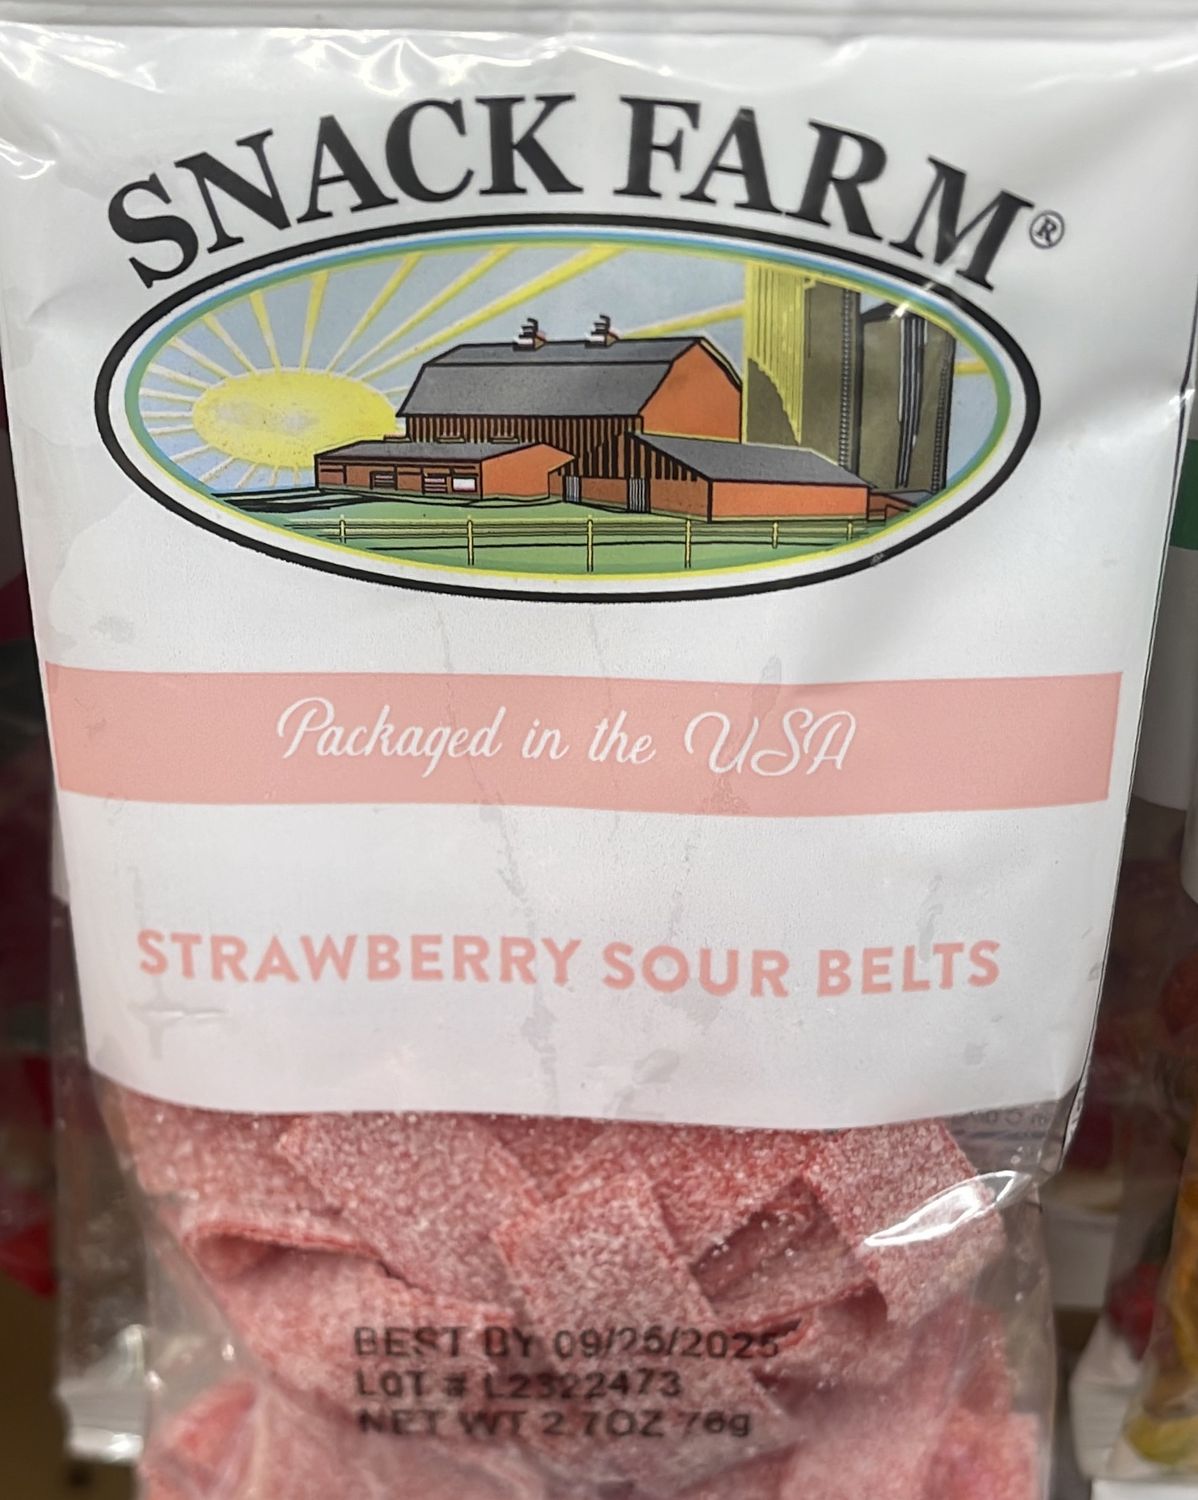 SNACK FARM®
Packaged in the USA
STRAWBERRY SOUR BELTS
BEST BY 09/25/2025
LOT # L2322473
NET WT 2.7OZ 76g